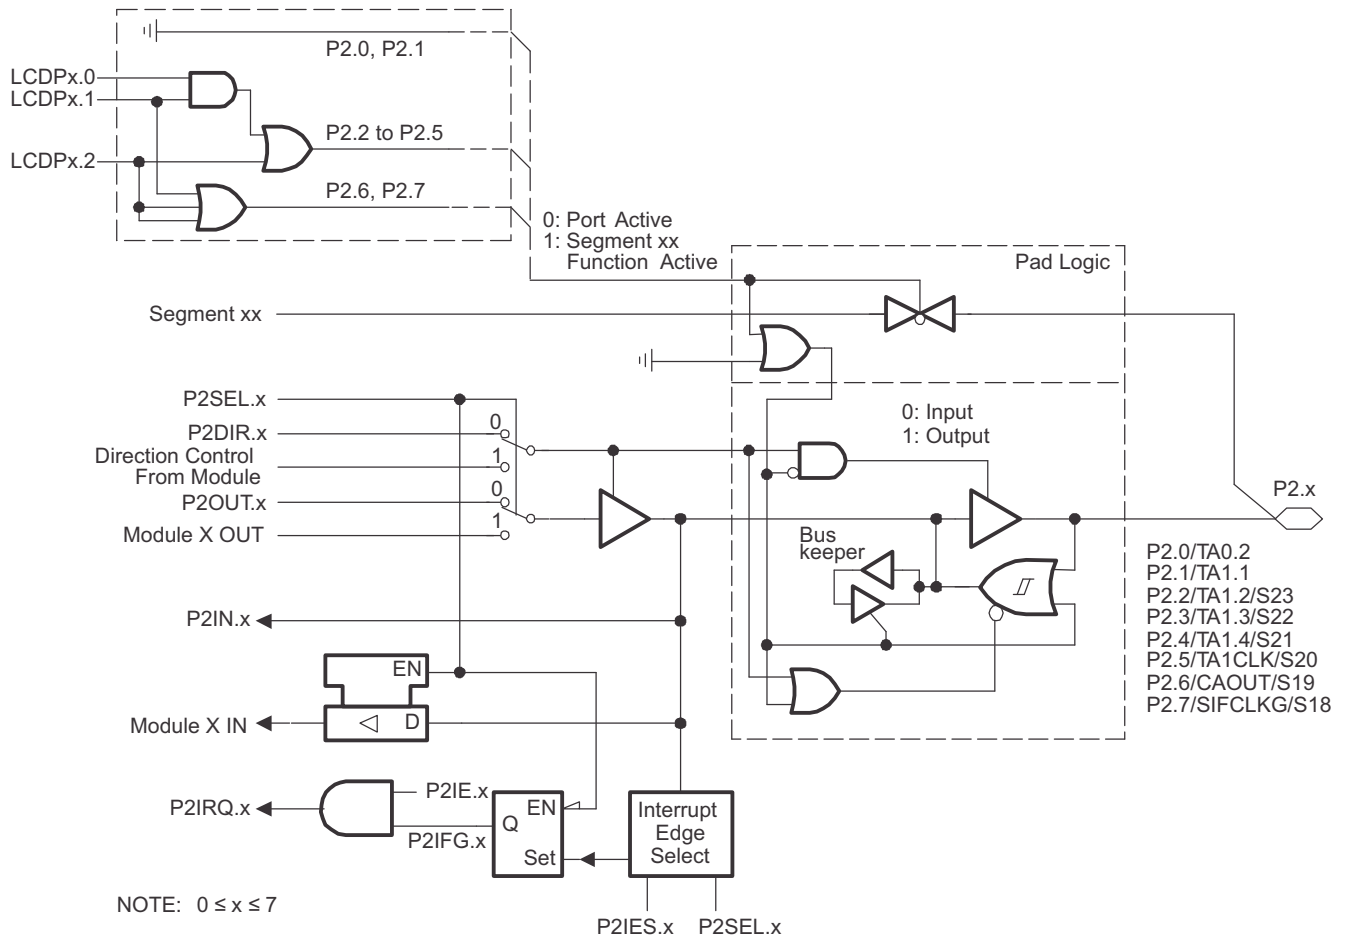 P2.0, P2.1
LCDPx.0
LCDPx.1
P2.2 to P2.5
LCDPx.2
P2.6, P2.7
0: Port Active
1: Segment xx
Function Active
Pad Logic
Segment xx
P2SEL.x
0
P2DIR.x
Direction Control
From Module
1
0
P2OUT.x
1
Module X OUT
0: Input
1: Output
Bus
keeper
P2.x
P2.0/TA0.2
P2.1/TA1.1
P2.2/TA1.2/S23
P2.3/TA1.3/S22
P2.4/TA1.4/S21
P2.5/TA1CLK/S20
P2.6/CAOUT/S19
P2.7/SIFCLKG/S18
P2IN.x
EN
Module X IN
D
P2IE.x
P2IRQ.x
P2IFG.x
EN
Q
Set
Interrupt
Edge
Select
NOTE: 0 ≤ x ≤ 7
P2IES.x
P2SEL.x